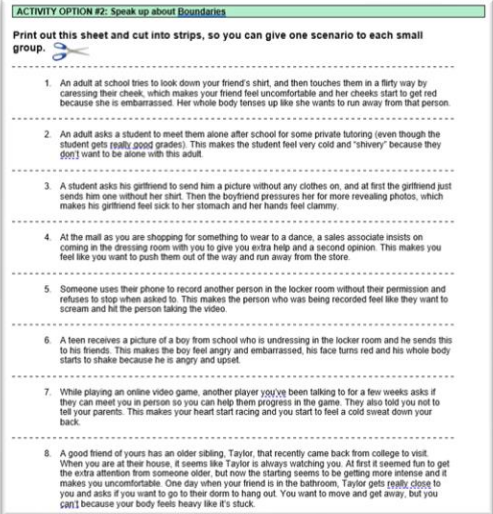 ACTIVITY OPTION #2: Speak up about Boundaries
Print out this sheet and cut into strips, so you can give one scenario to each small
group.
1. An adult at school tries to look down your friend's shirt, and then touches them in a flirty way by
caressing their cheek, which makes your friend feel uncomfortable and her cheeks start to get red
because she is embarrassed. Her whole body tenses up like she wants to run away from that person.
2. An adult asks a student to meet them alone after school for some private tutoring (even though the
student gets really good grades). This makes the student feel very cold and "shivery" because they
don't want to be alone with this adult.
3. A student asks his girlfriend to send him a picture without any clothes on, and at first the girlfriend just
sends him one without her shirt. Then the boyfriend pressures her for more revealing photos, which
makes his girlfriend feel sick to her stomach and her hands feel clammy.
4. At the mall as you are shopping for something to wear to a dance, a sales associate insists on
coming in the dressing room with you to give you extra help and a second opinion. This makes you
feel like you want to push them out of the way and run away from the store.
5. Someone uses their phone to record another person in the locker room without their permission and
refuses to stop when asked to. This makes the person who was being recorded feel like they want to
scream and hit the person taking the video.
6. A teen receives a picture of a boy from school who is undressing in the locker room and he sends this
to his friends. This makes the boy feel angry and embarrassed, his face turns red and his whole body
starts to shake because he is angry and upset.
7. While playing an online video game, another player you've been talking to for a few weeks asks if
they can meet you in person so you can help them progress in the game. They also told you not to
tell your parents. This makes your heart start racing and you start to feel a cold sweat down your
back.
8. A good friend of yours has an older sibling, Taylor, that recently came back from college to visit.
When you are at their house, it seems like Taylor is always watching you. At first it seemed fun to get
the extra attention from someone older, but now the starting seems to be getting more intense and it
makes you uncomfortable. One day when your friend is in the bathroom, Taylor gets really close to
you and asks if you want to go to their dorm to hang out. You want to move and get away, but you
can't because your body feels heavy like it's stuck.